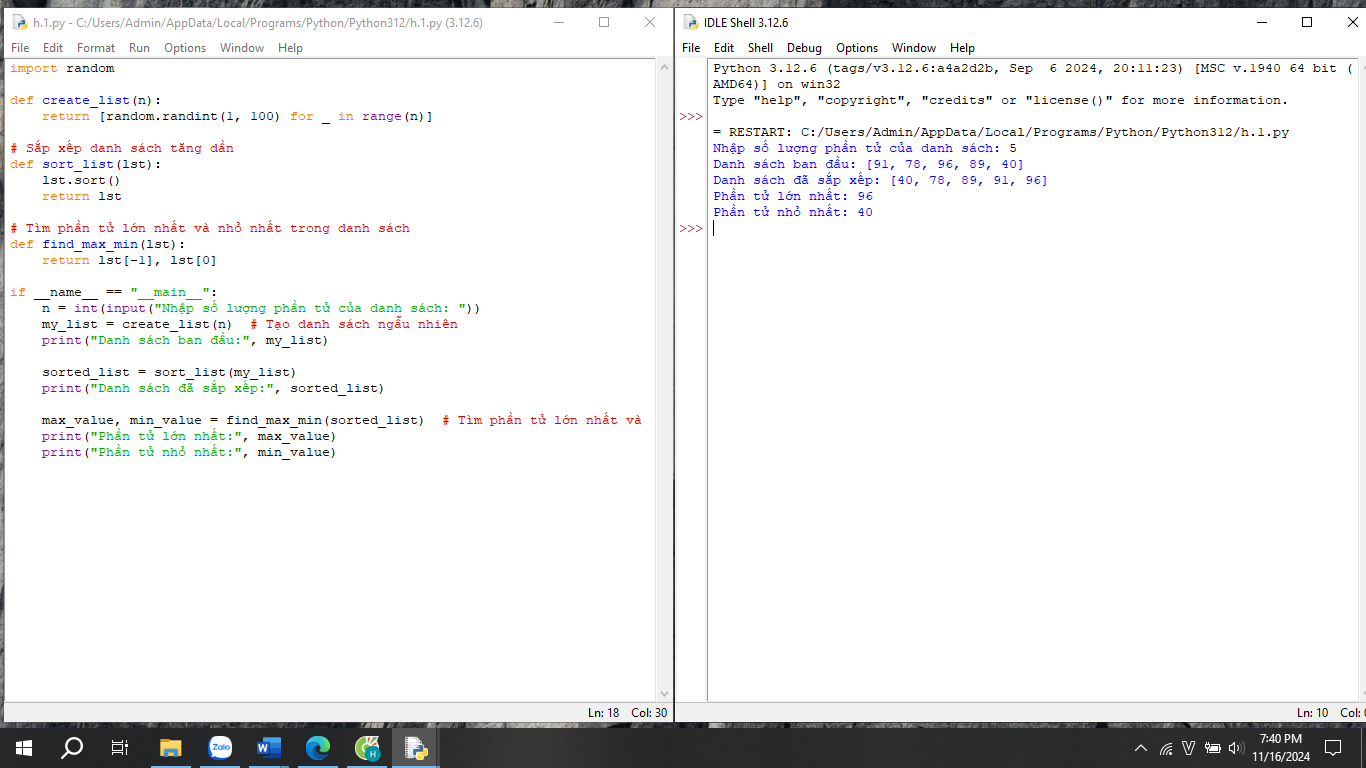 h.1.py - C:/Users/Admin/AppData/Local/Programs/Python/Python312/h.1.py (3.12.6)
File Edit Format Run Options Window Help
import random
def create_list(n):
    return [random.randint(1, 100) for _ in range(n)]
# Sắp xếp danh sách tăng dần
def sort_list(lst):
    lst.sort()
    return lst
# Tìm phần tử lớn nhất và nhỏ nhất trong danh sách
def find_max_min(lst):
    return lst[-1], lst[0]
if __name__ == "__main__":
    n = int(input("Nhập số lượng phần tử của danh sách: "))
    my_list = create_list(n)  # Tạo danh sách ngẫu nhiên
    print("Danh sách ban đầu:", my_list)
    sorted_list = sort_list(my_list)
    print("Danh sách đã sắp xếp:", sorted_list)
    max_value, min_value = find_max_min(sorted_list)  # Tìm phần tử lớn nhất và
    print("Phần tử lớn nhất:", max_value)
    print("Phần tử nhỏ nhất:", min_value)
Ln: 18 Col: 30
IDLE Shell 3.12.6
File Edit Shell Debug Options Window Help
Python 3.12.6 (tags/v3.12.6:a4a2d2b, Sep  6 2024, 20:11:23) [MSC v.1940 64 bit (
AMD64)] on win32
Type "help", "copyright", "credits" or "license()" for more information.
>>>
= RESTART: C:/Users/Admin/AppData/Local/Programs/Python/Python312/h.1.py
Nhập số lượng phần tử của danh sách: 5
Danh sách ban đầu: [91, 78, 96, 89, 40]
Danh sách đã sắp xếp: [40, 78, 89, 91, 96]
Phần tử lớn nhất: 96
Phần tử nhỏ nhất: 40
>>>
Ln: 10 Col:
Zalo
W
H
V
7:40 PM
11/16/2024